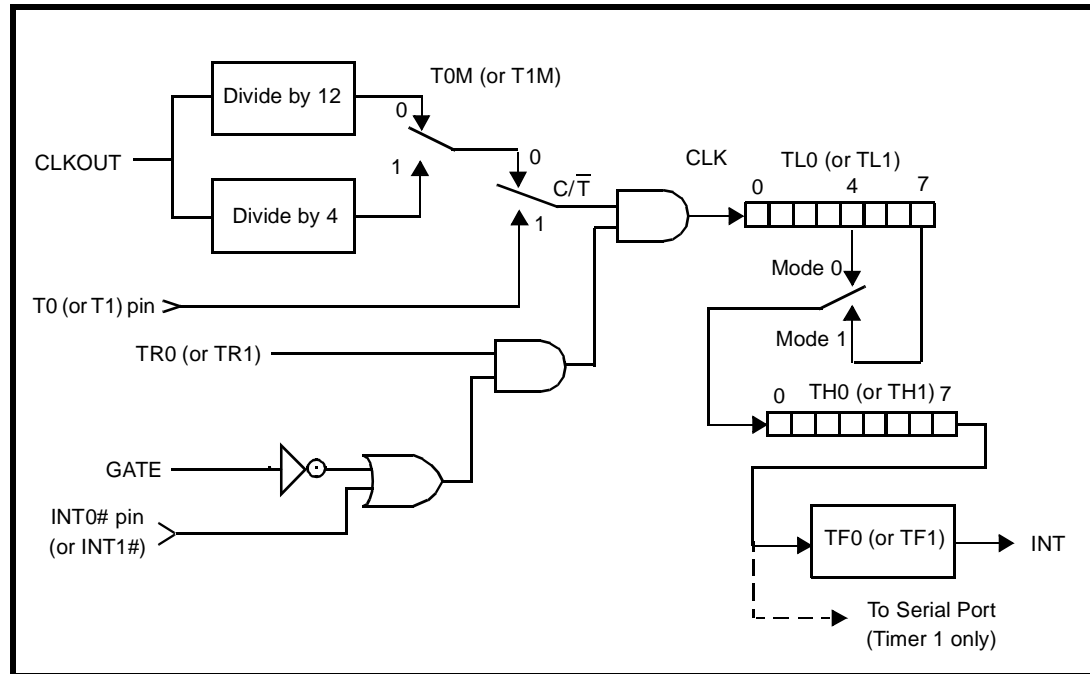 T0M (or T1M)
Divide by 12
0
CLKOUT
1
0
CLK
TL0 (or TL1)
0 4 7
C/T̅
Divide by 4
1
Mode 0
T0 (or T1) pin
Mode 1
TR0 (or TR1)
TH0 (or TH1)
0 7
GATE
INT0# pin
(or INT1#)
TF0 (or TF1)
INT
To Serial Port
(Timer 1 only)